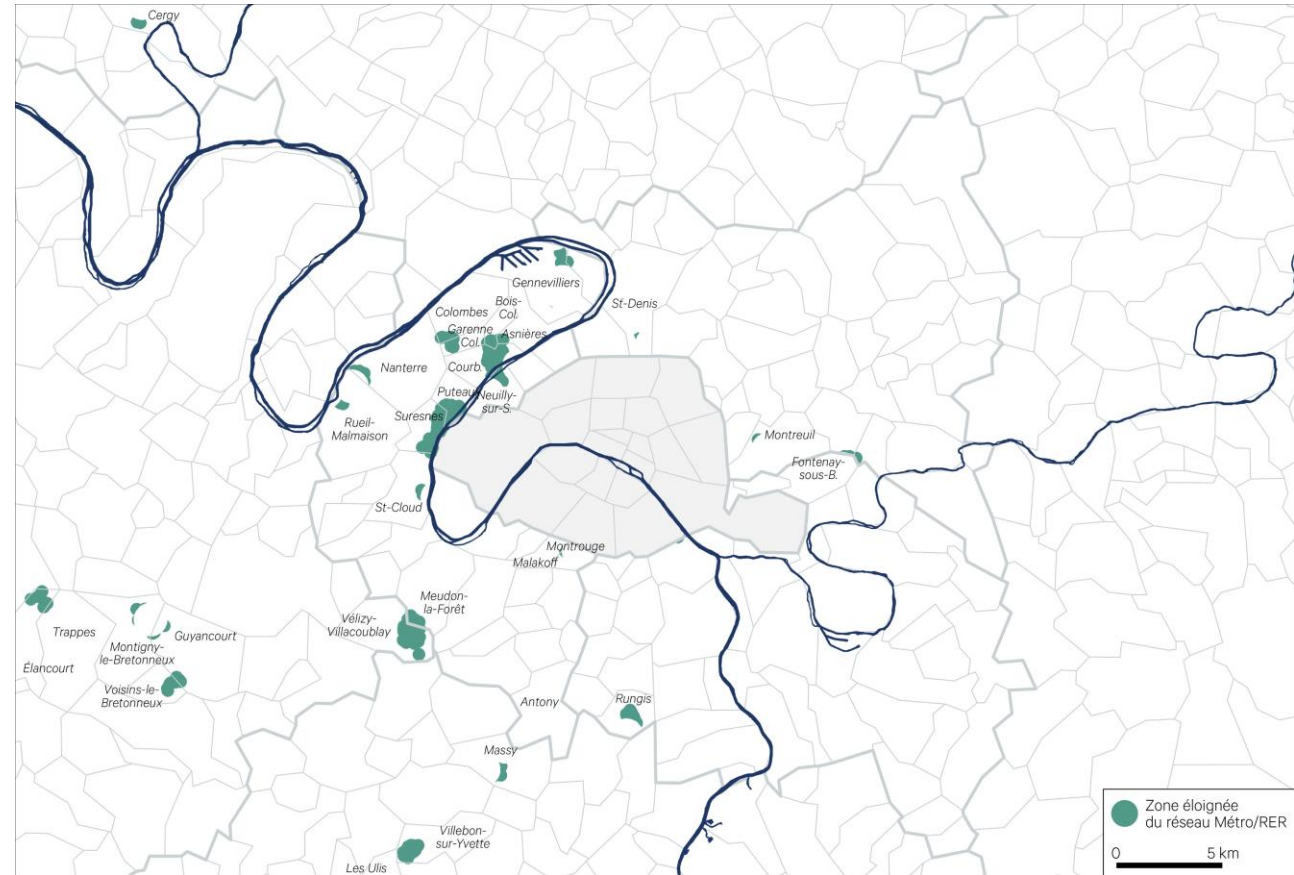 Cergy
Gennevilliers
Bois-
Col.
St-Denis
Colombes
Garenne
Col.
Asnières
Courb.
Nanterre
Puteau
Neuilly-
sur-S.
Suresnes
Rueil-
Malmaison
Montreuil
Fontenay-
sous-B.
St-Cloud
Montrouge
Malakoff
Meudon-
la-Forêt
Vélizy-
Villacoublay
Trappes
Guyancourt
Montigny-
le-Bretonneux
Élancourt
Voisins-le-
Bretonneux
Antony
Rungis
Massy
Villebon-
sur-Yvette
Les Ulis
Zone éloignée
du réseau Métro/RER
0 5 km